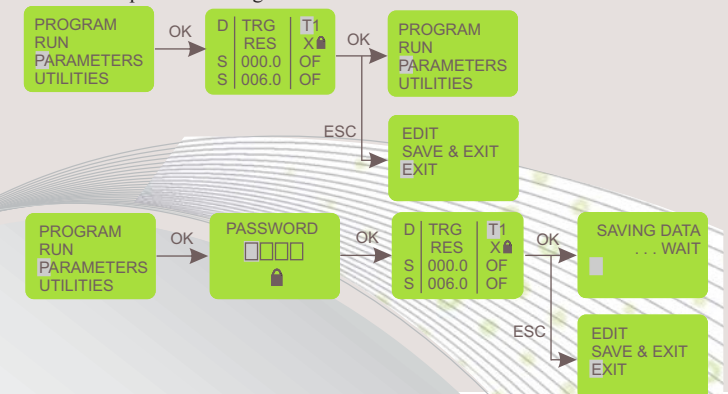 PROGRAM
RUN
PARAMETERS
UTILITIES
OK
D TRG T1
RES X
S 000.0 OF
S 006.0 OF
OK
PROGRAM
RUN
PARAMETERS
UTILITIES
ESC
EDIT
SAVE & EXIT
EXIT
PROGRAM
RUN
PARAMETERS
UTILITIES
OK
PASSWORD
OK
D TRG T1
RES X
S 000.0 OF
S 006.0 OF
OK
SAVING DATA
. . . WAIT
ESC
EDIT
SAVE & EXIT
EXIT